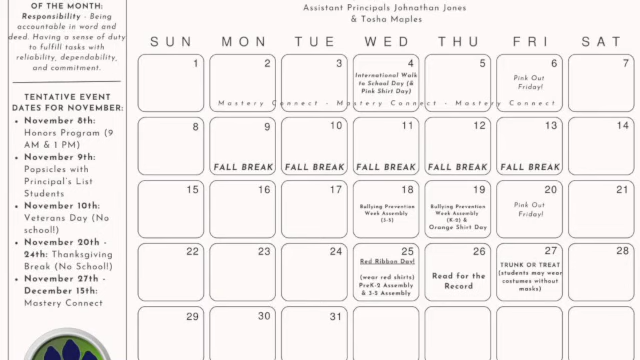 OF THE MONTH:
Responsibility - Being
accountable in word and
deed. Having a sense of duty
to fulfill tasks with
reliability, dependability,
and commitment.
TENTATIVE EVENT
DATES FOR NOVEMBER:
• November 8th:
Honors Program (9
AM & 1 PM)
• November 9th:
Popsicles with
Principal's List
Students
• November 10th:
Veterans Day (No
school!)
• November 20th -
24th: Thanksgiving
Break (No School!)
• November 27th -
December 15th:
Mastery Connect
Assistant Principals Johnathan Jones
& Tosha Maples
SUN MON TUE WED THU FRI SAT
1 2 3 4 5 6 7
International Walk
to School Day (&
Pink Shirt Day)
Pink Out
Friday!
Mastery Connect - Mastery Connect - Mastery Connect
8 9 10 11 12 13 14
FALL BREAK FALL BREAK FALL BREAK FALL BREAK FALL BREAK
15 16 17 18 19 20 21
Bullying Prevention
Week Assembly
(3-5)
Bullying Prevention
Week Assembly
(K-2) &
Orange Shirt Day
Pink Out
Friday!
22 23 24 25 26 27 28
Red Ribbon Day!
(wear red shirts)
PreK-2 Assembly
& 3-5 Assembly
Read for the
Record
TRUNK OR TREAT
(students may wear
costumes without
masks)
29 30 31